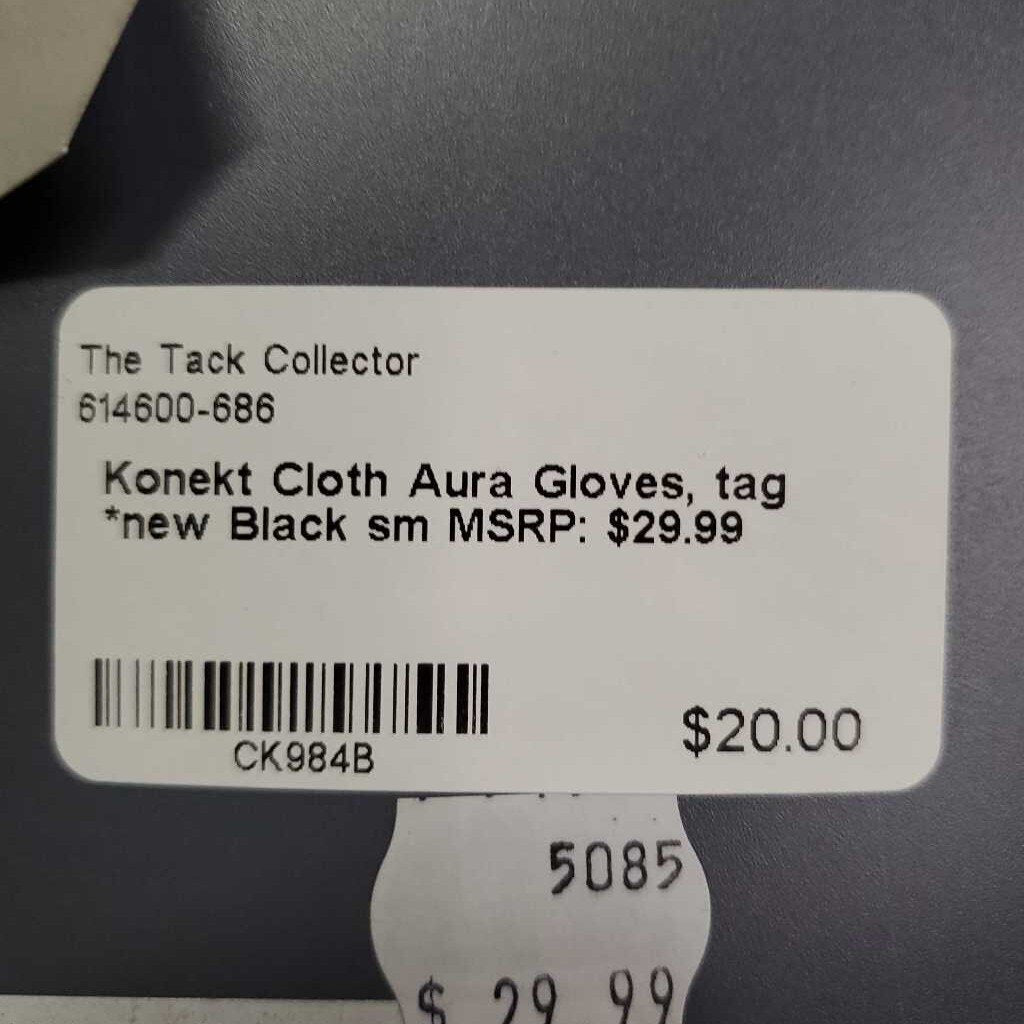 The Tack Collector
614600-686
Konekt Cloth Aura Gloves, tag
*new Black sm MSRP: $29.99
CK984B
$20.00
5085
$ 29 99